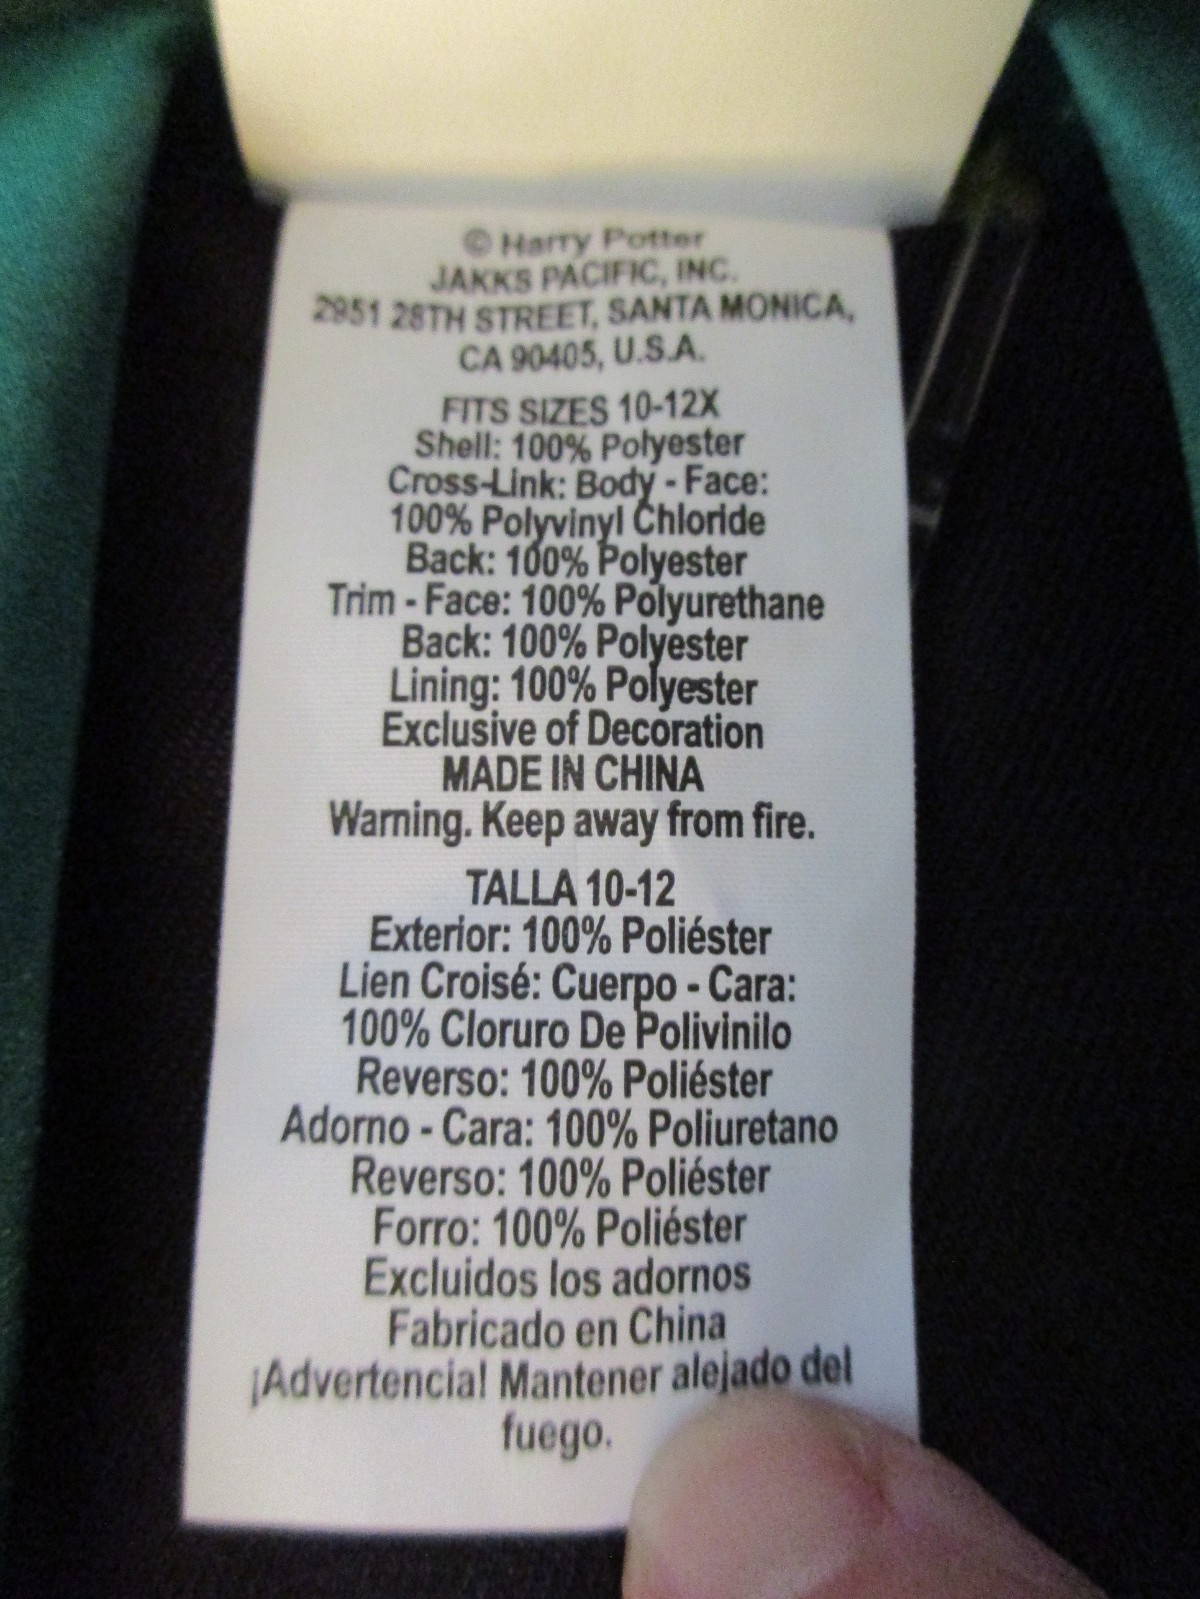 © Harry Potter
JAKKS PACIFIC, INC.
2951 28TH STREET, SANTA MONICA,
CA 90405, U.S.A.
FITS SIZES 10-12X
Shell: 100% Polyester
Cross-Link: Body - Face:
100% Polyvinyl Chloride
Back: 100% Polyester
Trim - Face: 100% Polyurethane
Back: 100% Polyester
Lining: 100% Polyester
Exclusive of Decoration
MADE IN CHINA
Warning. Keep away from fire.
TALLA 10-12
Exterior: 100% Poliéster
Lien Croisé: Cuerpo - Cara:
100% Cloruro De Polivinilo
Reverso: 100% Poliéster
Adorno - Cara: 100% Poliuretano
Reverso: 100% Poliéster
Forro: 100% Poliéster
Excluidos los adornos
Fabricado en China
¡Advertencia! Mantener alejado del
fuego.